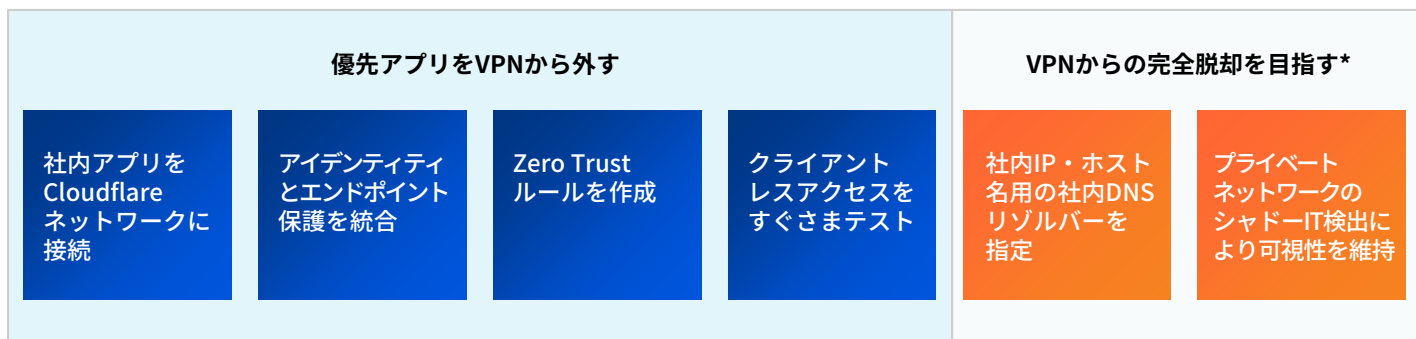 優先アプリをVPNから外す
社内アプリを
Cloudflare
ネットワークに
接続
アイデンティティ
とエンドポイント
保護を統合
Zero Trust
ルールを作成
クライアント
レスアクセスを
すぐさまテスト
VPNからの完全脱却を目指す*
社内IP・ホスト
名用の社内DNS
リゾルバーを
指定
プライベート
ネットワークの
シャドーIT検出に
より可視性を維持